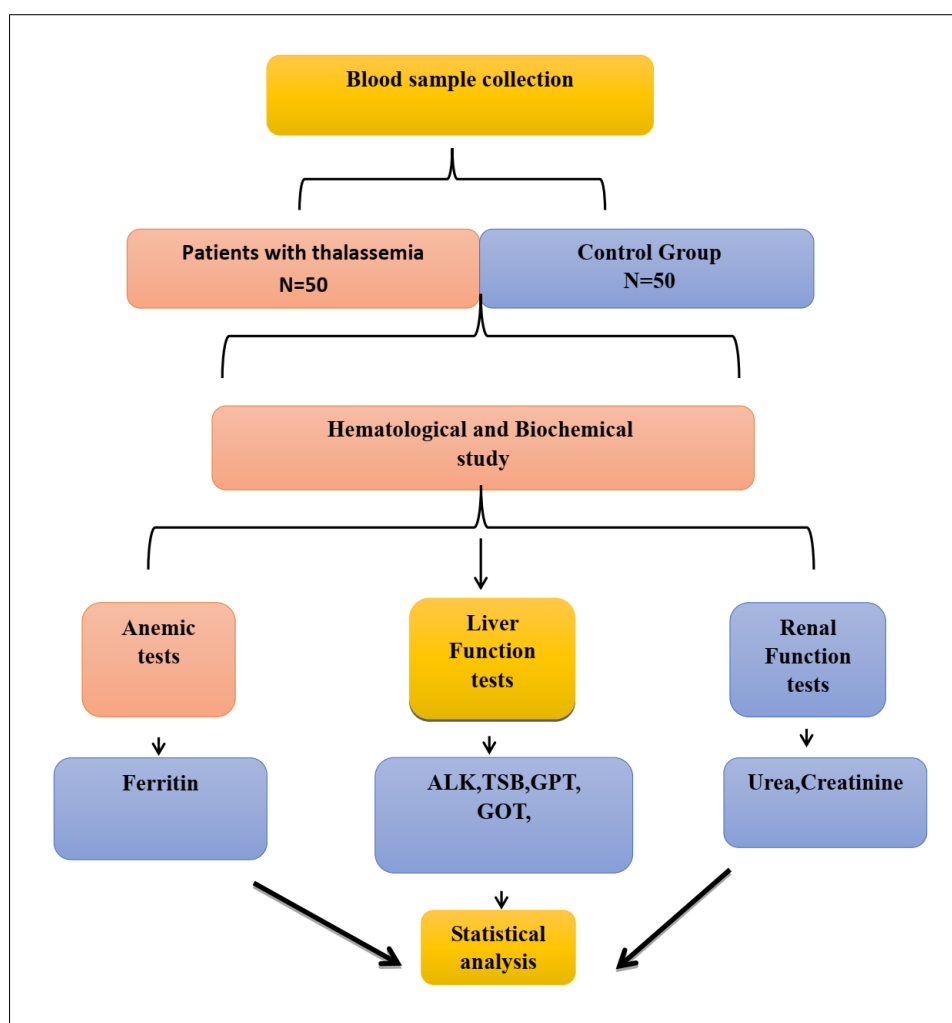 Blood sample collection
Patients with thalassemia
N=50
Control Group
N=50
Hematological and Biochemical
study
Anemic
tests
Liver
Function
tests
Renal
Function
tests
Ferritin
ALK,TSB,GPT,
GOT,
Urea,Creatinine
Statistical
analysis